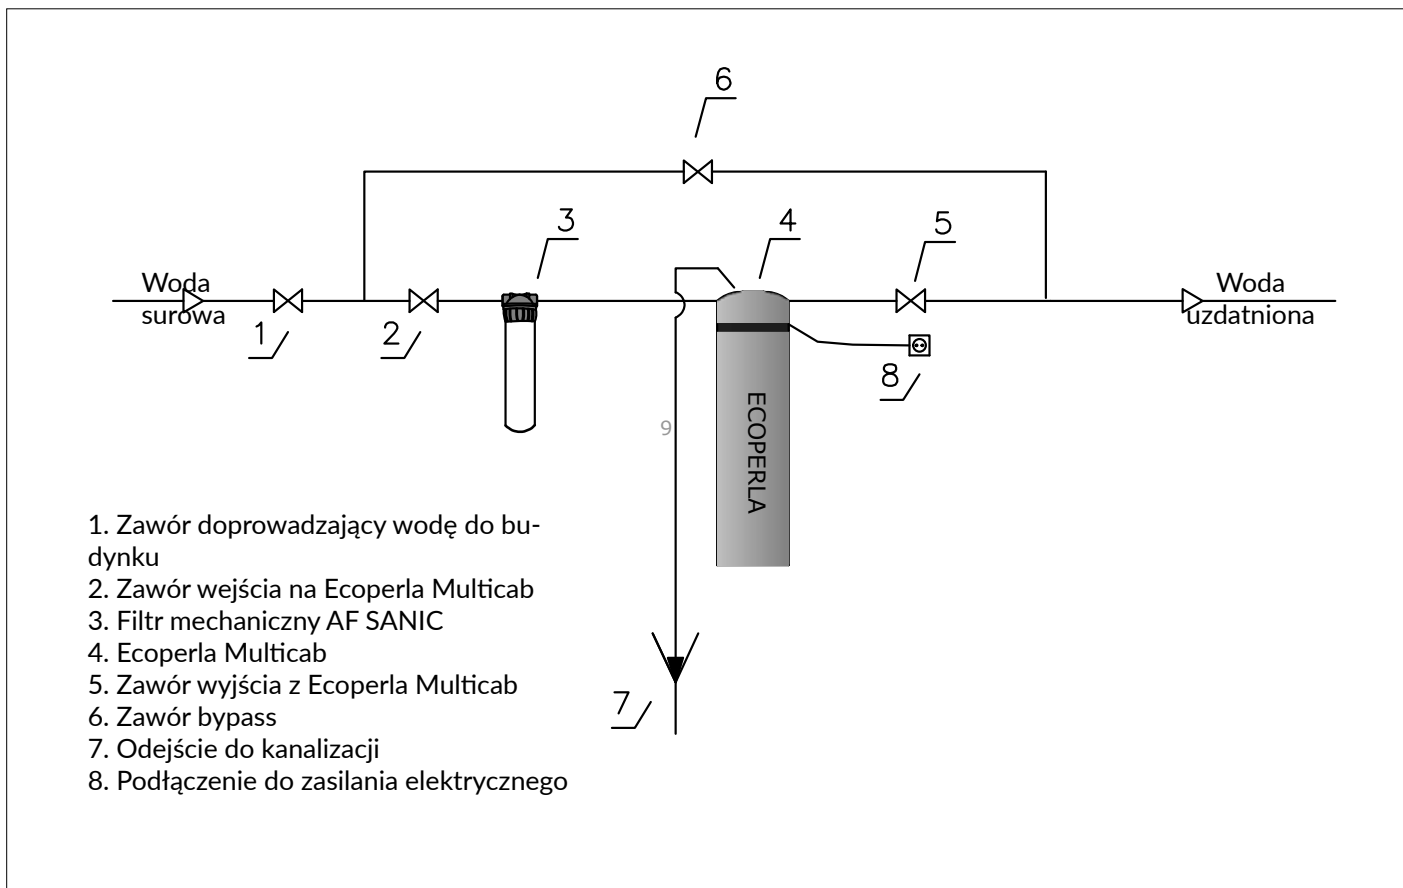 6
3
4
5
Woda
surowa
Woda
uzdatniona
1
2
8
ECOPERLA
9
7
1. Zawór doprowadzający wodę do bu-
dynku
2. Zawór wejścia na Ecoperla Multicab
3. Filtr mechaniczny AF SANIC
4. Ecoperla Multicab
5. Zawór wyjścia z Ecoperla Multicab
6. Zawór bypass
7. Odejście do kanalizacji
8. Podłączenie do zasilania elektrycznego